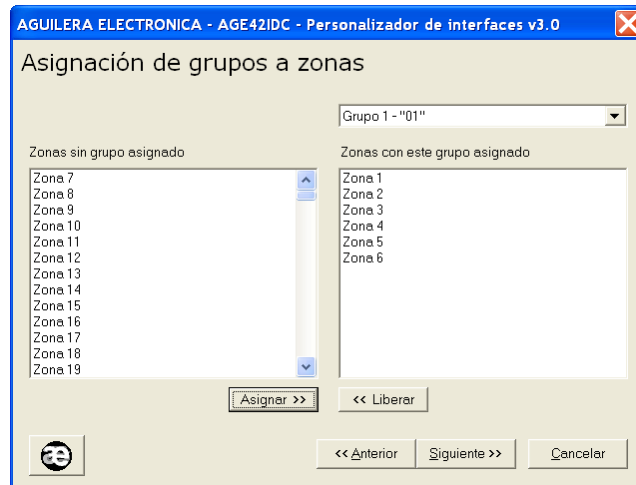 AGUILERA ELECTRONICA - AGE42IDC - Personalizador de interfaces v3.0
Asignación de grupos a zonas
Grupo 1 - "01"
Zonas sin grupo asignado
Zona 7
Zona 8
Zona 9
Zona 10
Zona 11
Zona 12
Zona 13
Zona 14
Zona 15
Zona 16
Zona 17
Zona 18
Zona 19
Zonas con este grupo asignado
Zona 1
Zona 2
Zona 3
Zona 4
Zona 5
Zona 6
Asignar >>
<< Liberar
æ
<< Anterior
Siguiente >>
Cancelar